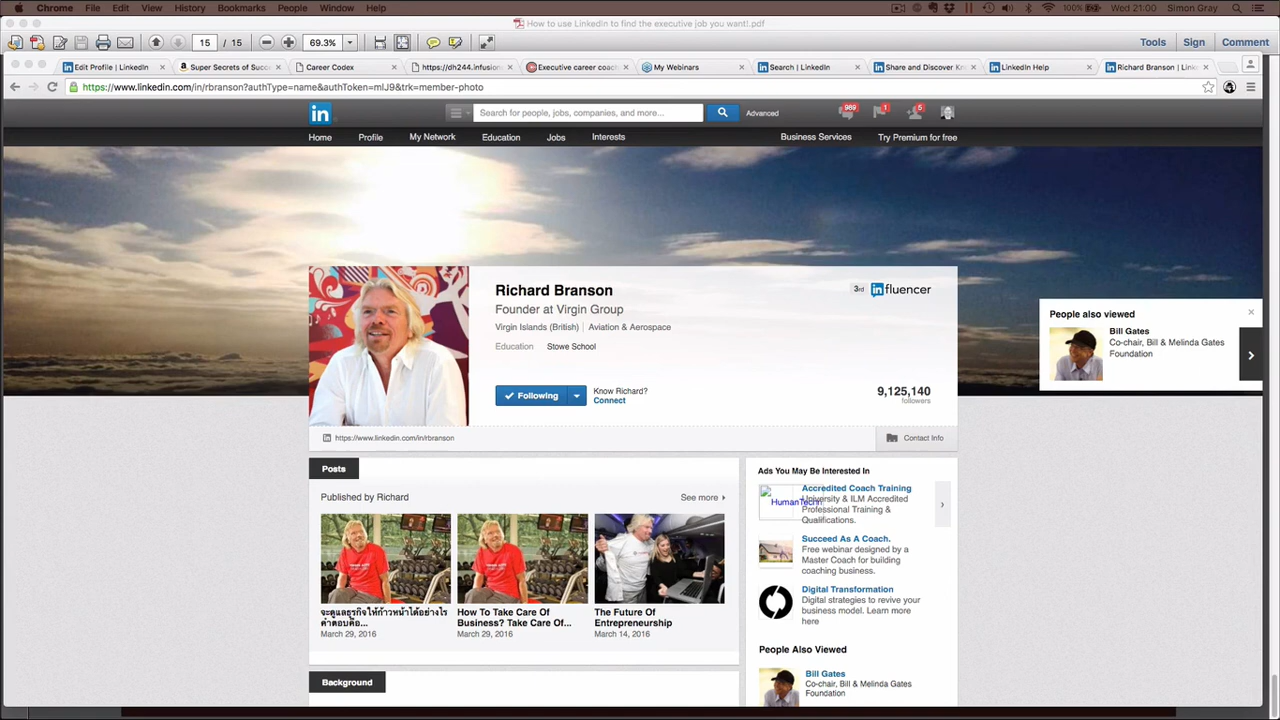 Chrome File Edit View History Bookmarks People Window Help 100% Wed 21:00 Simon Gray
How to use LinkedIn to find the executive job you want!.pdf
15 / 15 69.3% Tools Sign Comment
Edit Profile | LinkedIn Super Secrets of Succ Career Codex https://dh244.infusion Executive career coac My Webinars Search | LinkedIn Share and Discover Kn LinkedIn Help Richard Branson | Link
https://www.linkedin.com/in/rbranson?authType=name&authToken=mlJ9&trk=member-photo
in Search for people, jobs, companies, and more... Advanced 989 1 5
Home Profile My Network Education Jobs Interests Business Services Try Premium for free
Richard Branson
3rd influencer
Founder at Virgin Group
Virgin Islands (British) Aviation & Aerospace
Education Stowe School
Following
Know Richard?
Connect
9,125,140
followers
https://www.linkedin.com/in/rbranson
Contact Info
People also viewed
Bill Gates
Co-chair, Bill & Melinda Gates
Foundation
Posts
Published by Richard See more
จะดูแลธุรกิจให้ก้าวหน้าได้อย่างไร
คำตอบคือ...
March 29, 2016
How To Take Care Of
Business? Take Care Of...
March 29, 2016
The Future Of
Entrepreneurship
March 14, 2016
Background
Ads You May Be Interested In
HumanTech
Accredited Coach Training
University & ILM Accredited
Professional Training &
Qualifications.
Succeed As A Coach.
Free webinar designed by a
Master Coach for building
coaching business.
Digital Transformation
Digital strategies to revive your
business model. Learn more
here
People Also Viewed
Bill Gates
Co-chair, Bill & Melinda Gates
Foundation